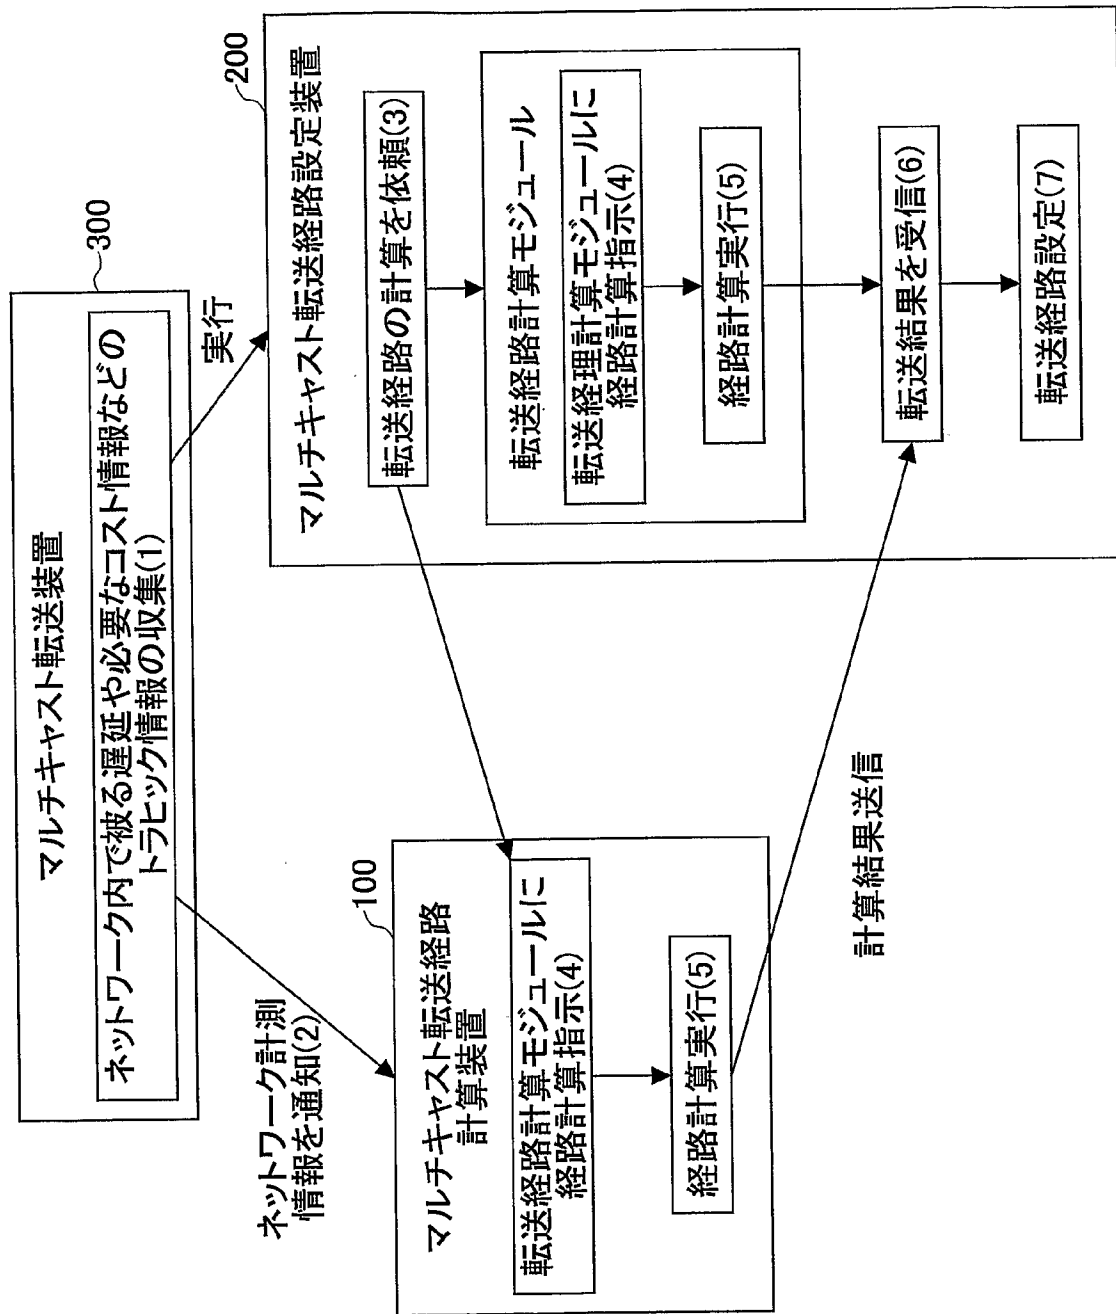 300
マルチキャスト転送装置
ネットワーク内で被る遅延や必要なコスト情報などの
トラヒック情報の収集(1)
ネットワーク計測
情報を通知(2)
実行
100
マルチキャスト転送経路
計算装置
転送経路計算モジュールに
経路計算指示(4)
経路計算実行(5)
計算結果送信
200
マルチキャスト転送経路設定装置
転送経路の計算を依頼(3)
転送経路計算モジュール
転送経理計算モジュールに
経路計算指示(4)
経路計算実行(5)
転送結果を受信(6)
転送経路設定(7)